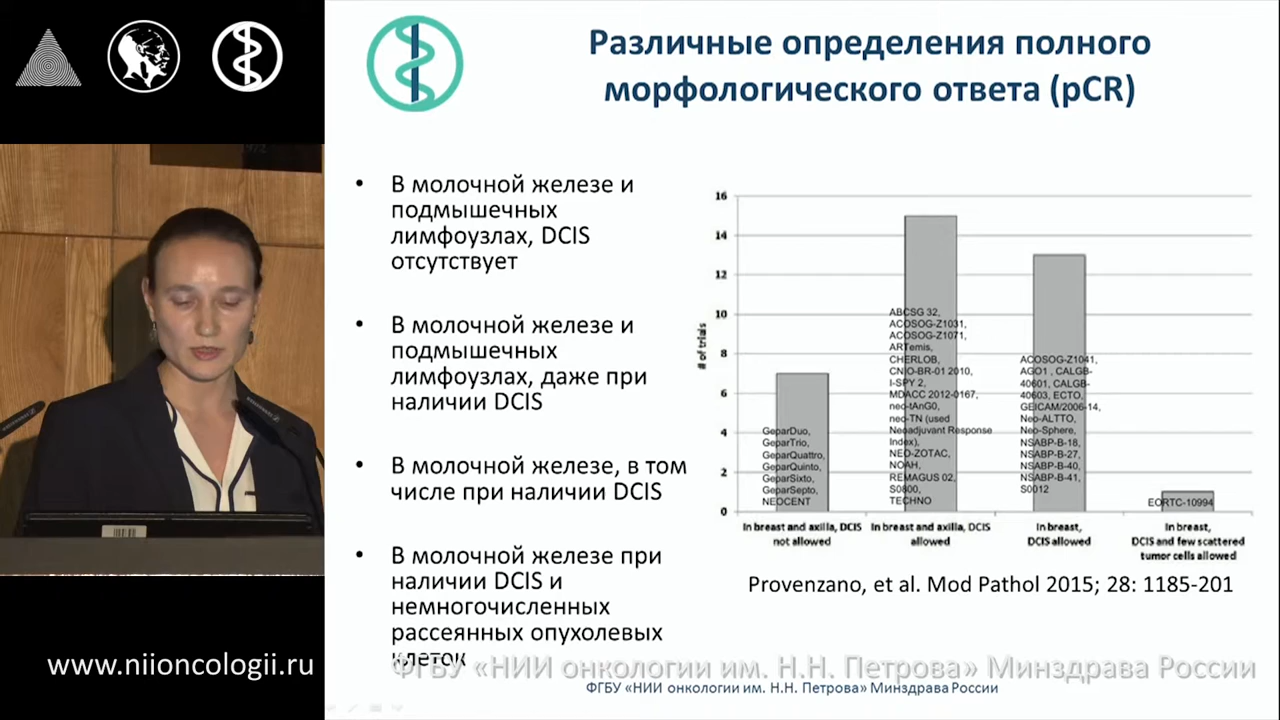 Различные определения полного
морфологического ответа (pCR)
• В молочной железе и
подмышечных
лимфоузлах, DCIS
отсутствует
• В молочной железе и
подмышечных
лимфоузлах, даже при
наличии DCIS
• В молочной железе, в том
числе при наличии DCIS
• В молочной железе при
наличии DCIS и
немногочисленных
рассеянных опухолевых
клеток
# of trials
16
14
12
10
8
6
4
2
0
GeparDuo,
GeparTrio,
GeparQuattro,
GeparQuinto,
GeparSixto,
GeparSepto,
NEOCENT
ABCSG 32,
ACOSOG-Z1031,
ACOSOG-Z1071,
ARTemis,
CHERLOB,
CNIO-BR-01 2010,
I-SPY 2,
MDACC 2012-0167,
neo-tAnG0,
neo-TN (used
Neoadjuvant Response
Index),
NEO-ZOTAC,
NOAH,
REMAGUS 02,
S0800,
TECHNO
ACOSOG-Z1041,
AGO1 , CALGB-
40601, CALGB-
40603, ECTO,
GEICAM/2006-14,
Neo-ALTTO,
Neo-Sphere,
NSABP-B-18,
NSABP-B-27,
NSABP-B-40,
NSABP-B-41,
S0012
EORTC-10994
In breast and axilla, DCIS
not allowed
In breast and axilla, DCIS
allowed
In breast,
DCIS allowed
In breast,
DCIS and few scattered
tumor cells allowed
Provenzano, et al. Mod Pathol 2015; 28: 1185-201
www.niioncologii.ru
ФГБУ «НИИ онкологии им. Н.Н. Петрова» Минздрава России
ФГБУ «НИИ онкологии им. Н.Н. Петрова» Минздрава России